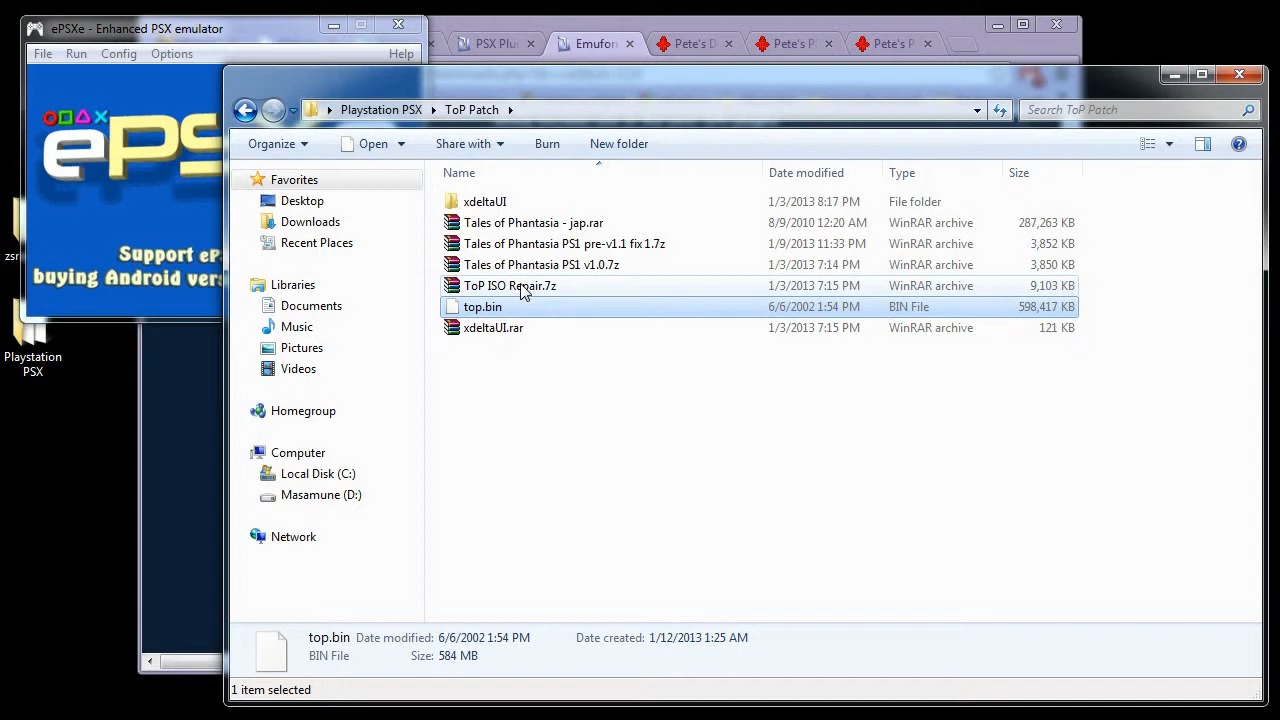 ePSXe - Enhanced PSX emulator
File Run Config Options Help
PSX Plu
Emufor
Pete's D
Pete's P
Pete's P
ePS
Support eP
buying Android ver
zsr
Playstation
PSX
Playstation PSX ToP Patch
Search ToP Patch
Organize Open Share with Burn New folder
Name Date modified Type Size
Favorites
Desktop
Downloads
Recent Places
Libraries
Documents
Music
Pictures
Videos
Homegroup
Computer
Local Disk (C:)
Masamune (D:)
Network
xdeltaUI 1/3/2013 8:17 PM File folder
Tales of Phantasia - jap.rar 8/9/2010 12:20 AM WinRAR archive 287,263 KB
Tales of Phantasia PS1 pre-v1.1 fix 1.7z 1/9/2013 11:33 PM WinRAR archive 3,852 KB
Tales of Phantasia PS1 v1.0.7z 1/3/2013 7:14 PM WinRAR archive 3,850 KB
ToP ISO Repair.7z 1/3/2013 7:15 PM WinRAR archive 9,103 KB
top.bin 6/6/2002 1:54 PM BIN File 598,417 KB
xdeltaUI.rar 1/3/2013 7:15 PM WinRAR archive 121 KB
top.bin Date modified: 6/6/2002 1:54 PM Date created: 1/12/2013 1:25 AM
BIN File Size: 584 MB
1 item selected